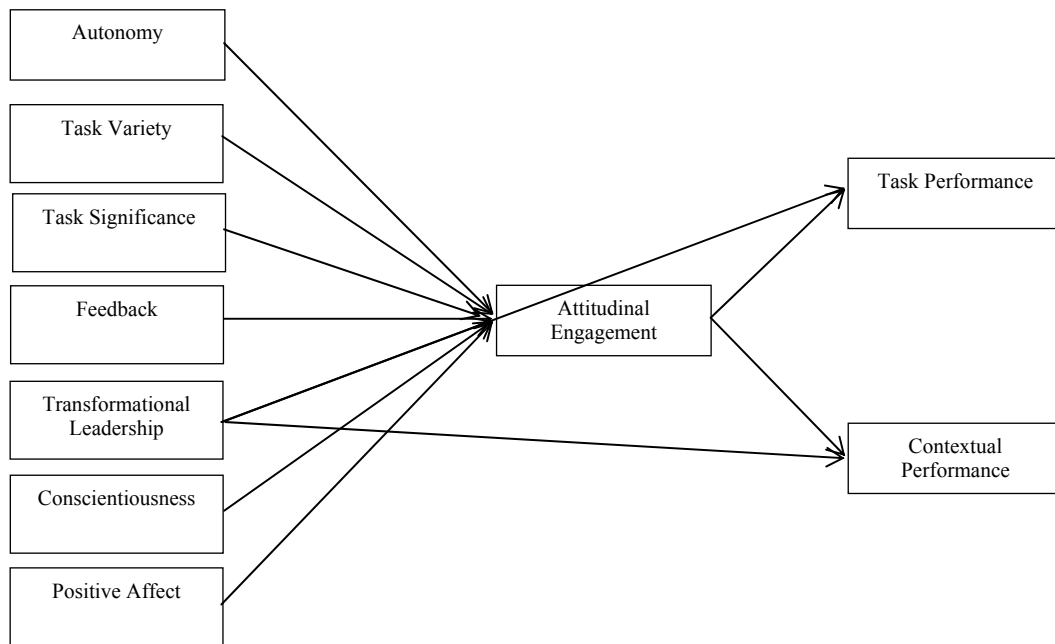 Autonomy
Task Variety
Task Significance
Feedback
Transformational
Leadership
Conscientiousness
Positive Affect
Attitudinal
Engagement
Task Performance
Contextual
Performance